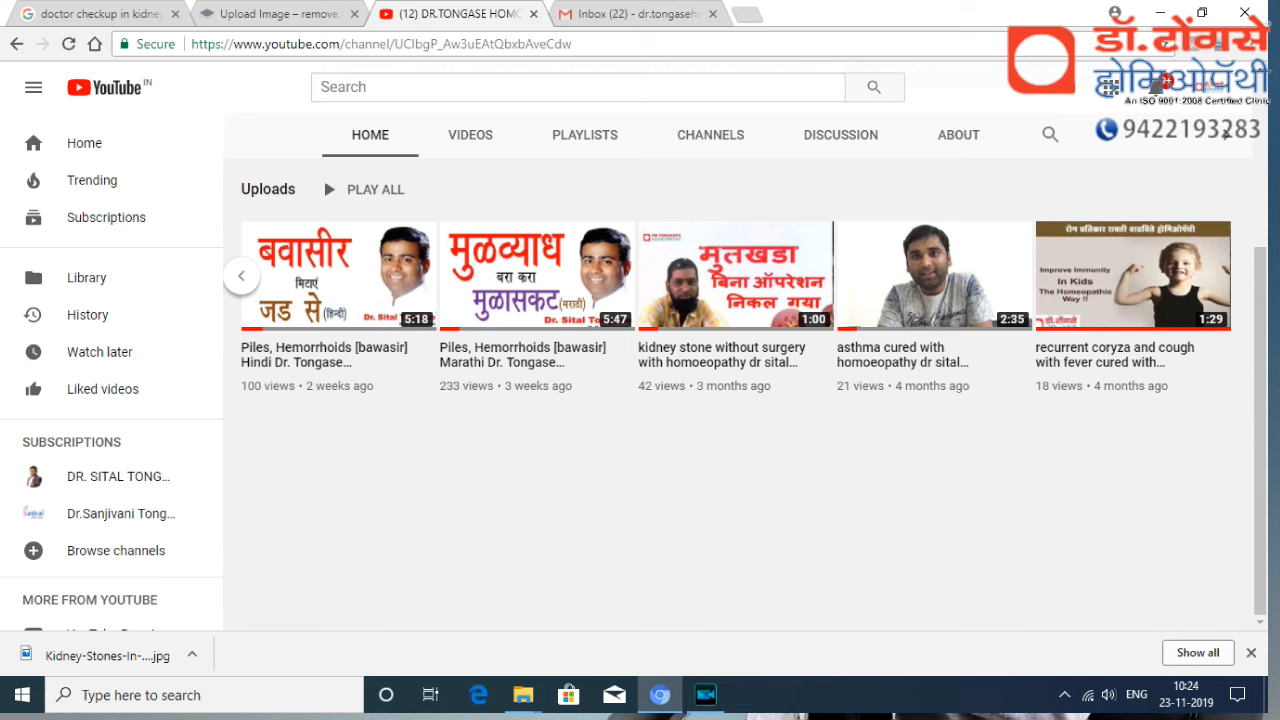 doctor checkup in kidney
Upload Image – remove.
(12) DR.TONGASE HOMO
Inbox (22) - dr.tongaseh
Secure
https://www.youtube.com/channel/UCIbgP_Aw3uEAtQbxbAveCdw
डॉ.टोंगसे
होमिओपॅथी
An ISO 9001:2008 Certified Clinic
9422193283
YouTube IN
Search
HOME
VIDEOS
PLAYLISTS
CHANNELS
DISCUSSION
ABOUT
Home
Trending
Subscriptions
Library
History
Watch later
Liked videos
SUBSCRIPTIONS
DR. SITAL TONG...
Dr.Sanjivani Tong...
Browse channels
MORE FROM YOUTUBE
Uploads
PLAY ALL
बवासीर
मिटाएं
जड से (हिन्दी)
5:18
Piles, Hemorrhoids [bawasir]
Hindi Dr. Tongase...
100 views • 2 weeks ago
मुळव्याध
बरा करा
मुळासकट (मराठी)
Dr. Sital To
5:47
Piles, Hemorrhoids [bawasir]
Marathi Dr. Tongase...
233 views • 3 weeks ago
DR.TONGASE'S
मुतखडा
बिना ऑपरेशन
निकल गया
1:00
kidney stone without surgery
with homoeopathy dr sital...
42 views • 3 months ago
2:35
asthma cured with
homoeopathy dr sital...
21 views • 4 months ago
रोग प्रतिकार शक्ती वाढविते होमिओपॅथी
Improve Immunity
In Kids
The Homeopathic
Way !!
डॉ.टोंगसे
1:29
recurrent coryza and cough
with fever cured with...
18 views • 4 months ago
Kidney-Stones-In-....jpg
Show all
Type here to search
ENG
10:24
23-11-2019